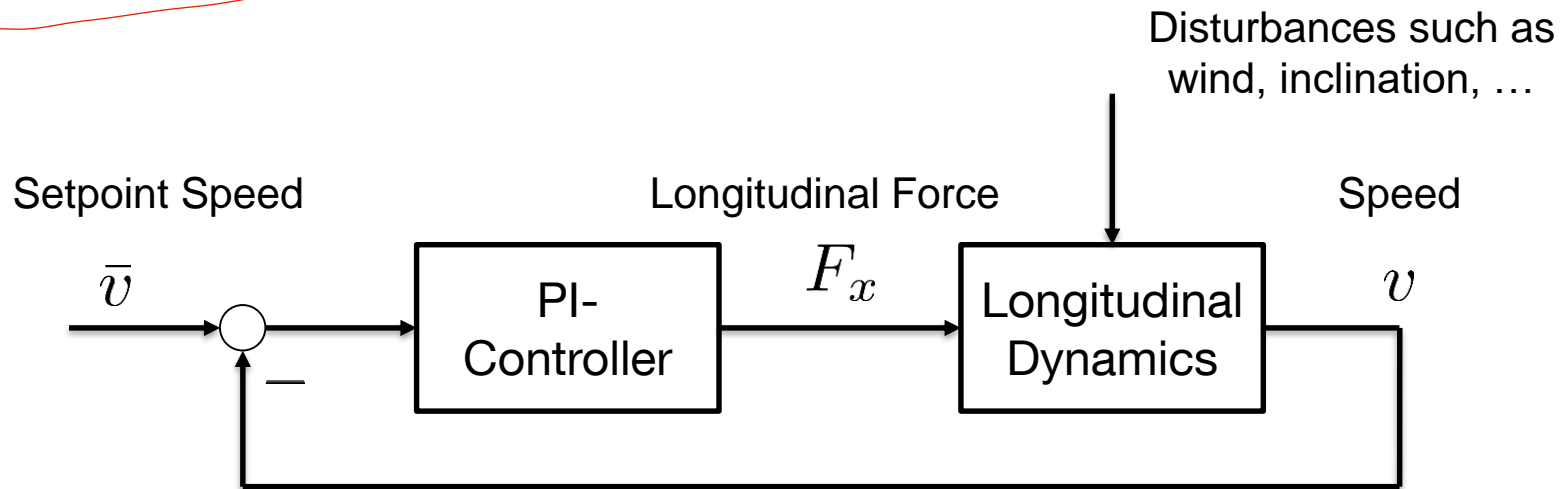 Disturbances such as
wind, inclination, …
Setpoint Speed
Longitudinal Force
Speed
v̄
F_x
v
PI-
Controller
Longitudinal
Dynamics
−